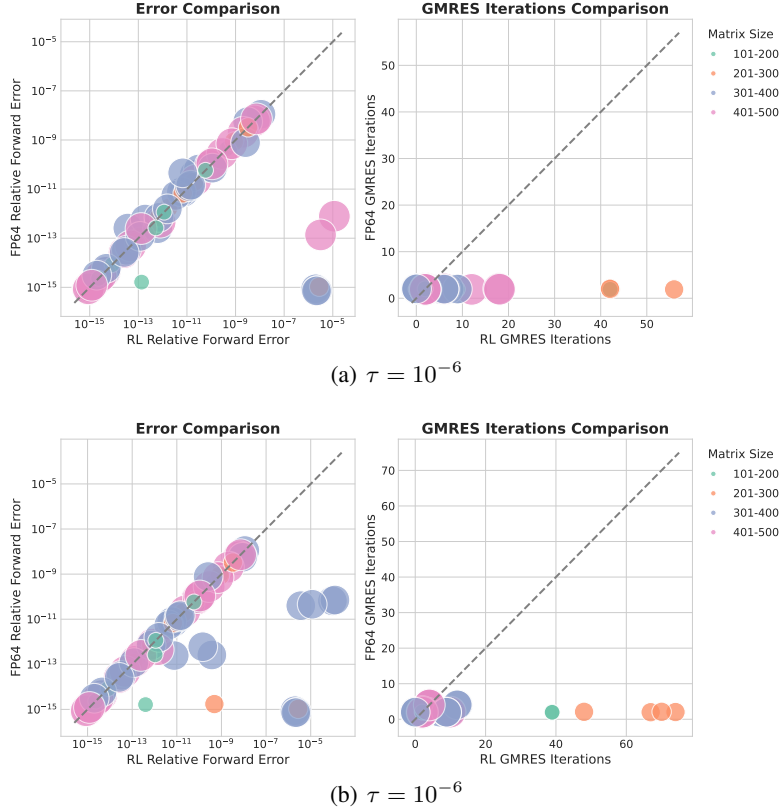 Error Comparison
FP64 Relative Forward Error
10⁻⁵
10⁻⁷
10⁻⁹
10⁻¹¹
10⁻¹³
10⁻¹⁵
10⁻¹⁵ 10⁻¹³ 10⁻¹¹ 10⁻⁹ 10⁻⁷ 10⁻⁵
RL Relative Forward Error
GMRES Iterations Comparison
FP64 GMRES Iterations
50
40
30
20
10
0
0 10 20 30 40 50
RL GMRES Iterations
Matrix Size
101-200
201-300
301-400
401-500
(a) τ = 10⁻⁶
Error Comparison
FP64 Relative Forward Error
10⁻⁵
10⁻⁷
10⁻⁹
10⁻¹¹
10⁻¹³
10⁻¹⁵
10⁻¹⁵ 10⁻¹³ 10⁻¹¹ 10⁻⁹ 10⁻⁷ 10⁻⁵
RL Relative Forward Error
GMRES Iterations Comparison
FP64 GMRES Iterations
70
60
50
40
30
20
10
0
0 20 40 60
RL GMRES Iterations
Matrix Size
101-200
201-300
301-400
401-500
(b) τ = 10⁻⁶